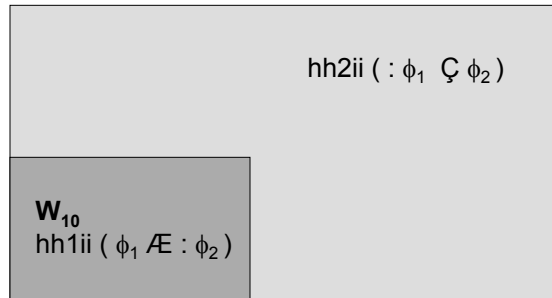 hh2ii ( : ϕ₁ Ç ϕ₂ )
W₁₀
hh1ii ( ϕ₁ Æ : ϕ₂ )